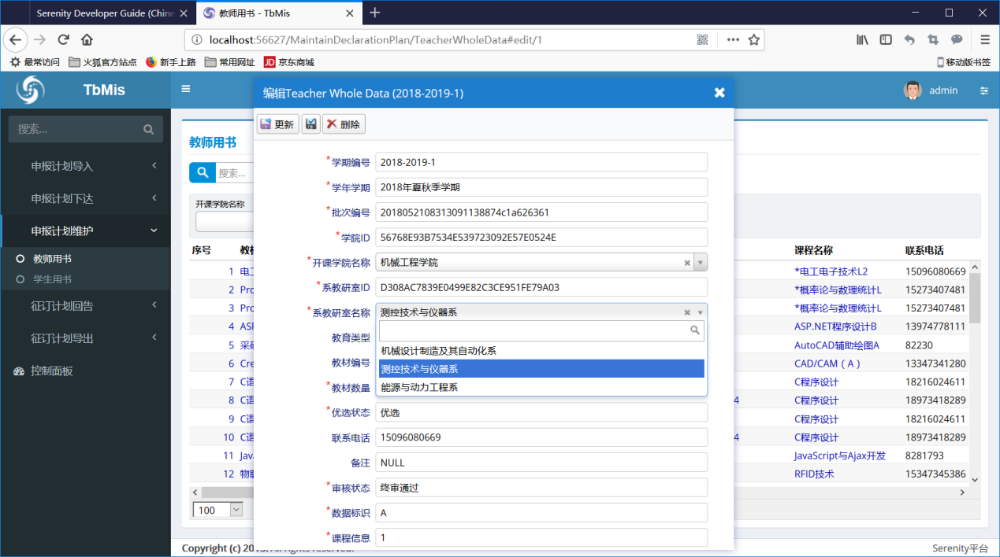 Serenity Developer Guide (Chine
教师用书 - TbMis
localhost:56627/MaintainDeclarationPlan/TeacherWholeData#edit/1
最常访问 火狐官方站点 新手上路 常用网址 JD 京东商城 移动版书签
TbMis
admin
编辑Teacher Whole Data (2018-2019-1)
更新 删除
搜索...
申报计划导入
申报计划下达
申报计划维护
教师用书
学生用书
征订计划回告
征订计划导出
控制面板
教师用书
搜索...
开课学院名称
序号 教 课程名称 联系电话
1 电工 *电工电子技术L2 15096080669
2 Pro *概率论与数理统计L 15273407481
3 Pro *概率论与数理统计L 15273407481
4 ASP ASP.NET程序设计B 13974778111
5 采矿 AutoCAD辅助绘图A 82230
6 Cre CAD/CAM（A） 13347341280
7 C语 C程序设计 18216024611
8 C语 4 C程序设计 18973418289
9 C语 C程序设计 18216024611
10 C语 4 C程序设计 18973418289
11 Java JavaScript与Ajax开发 8281793
12 物联 RFID技术 15347345386
100
*学期编号 2018-2019-1
*学年学期 2018年夏秋季学期
*批次编号 2018052108313091138874c1a626361
*学院ID 56768E93B7534E539723092E57E0524E
*开课学院名称 机械工程学院
*系教研室ID D308AC7839E0499E82C3CE951FE79A03
*系教研室名称 测控技术与仪器系
机械设计制造及其自动化系
测控技术与仪器系
能源与动力工程系
教育类型
教材编号
*教材数量
*优选状态 优选
联系电话 15096080669
备注 NULL
*审核状态 终审通过
*数据标识 A
*课程信息 1
Copyright (c) 2015. All rights reserved.
Serenity平台